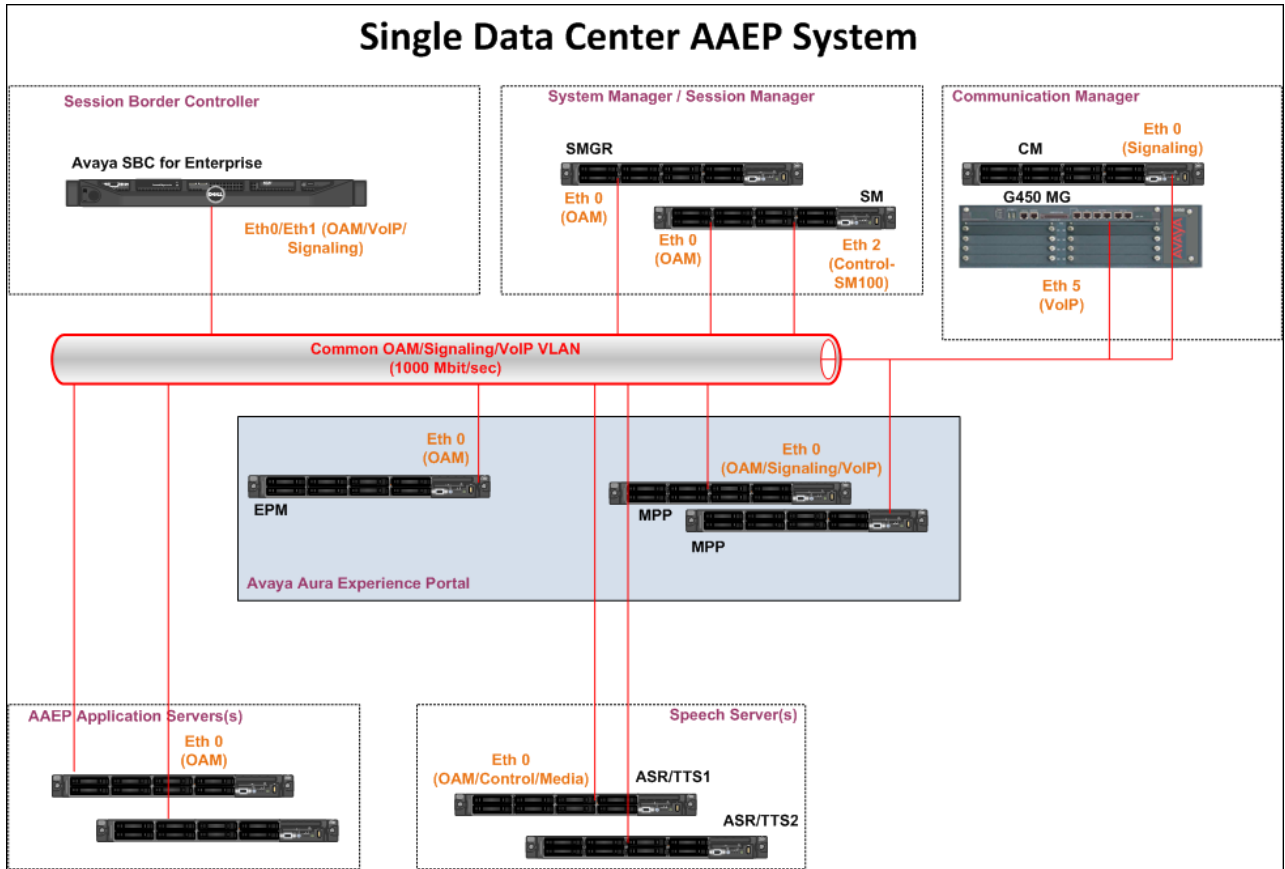 Single Data Center AAEP System
Session Border Controller
Avaya SBC for Enterprise
DELL
Eth0/Eth1 (OAM/VoIP/
Signaling)
System Manager / Session Manager
SMGR
Eth 0
(OAM)
SM
Eth 0
(OAM)
Eth 2
(Control-
SM100)
Communication Manager
CM
Eth 0
(Signaling)
G450 MG
AVAYA
Eth 5
(VoIP)
Common OAM/Signaling/VoIP VLAN
(1000 Mbit/sec)
Eth 0
(OAM)
EPM
Eth 0
(OAM/Signaling/VoIP)
MPP
MPP
Avaya Aura Experience Portal
AAEP Application Servers(s)
Eth 0
(OAM)
Speech Server(s)
Eth 0
(OAM/Control/Media)
ASR/TTS1
ASR/TTS2